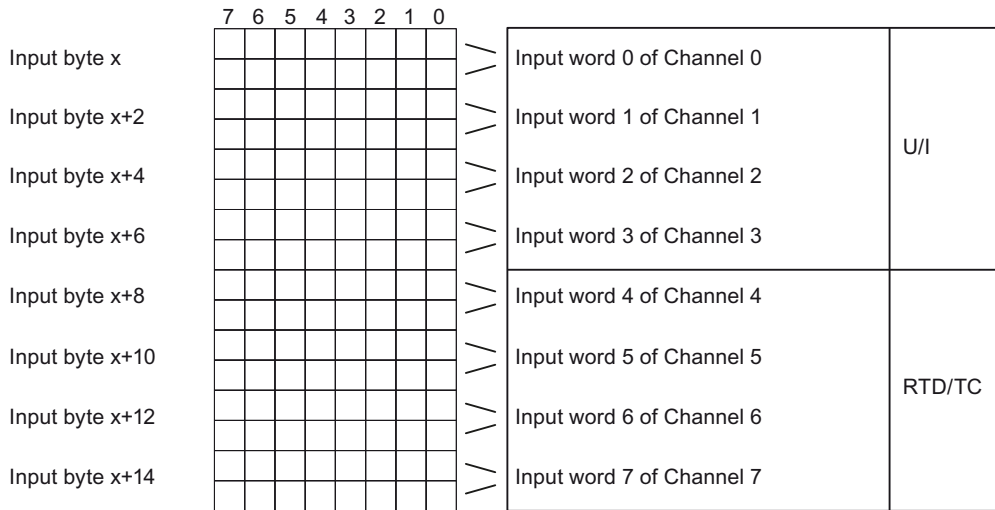 7 6 5 4 3 2 1 0
Input byte x Input word 0 of Channel 0
Input byte x+2 Input word 1 of Channel 1
U/I
Input byte x+4 Input word 2 of Channel 2
Input byte x+6 Input word 3 of Channel 3
Input byte x+8 Input word 4 of Channel 4
Input byte x+10 Input word 5 of Channel 5
RTD/TC
Input byte x+12 Input word 6 of Channel 6
Input byte x+14 Input word 7 of Channel 7